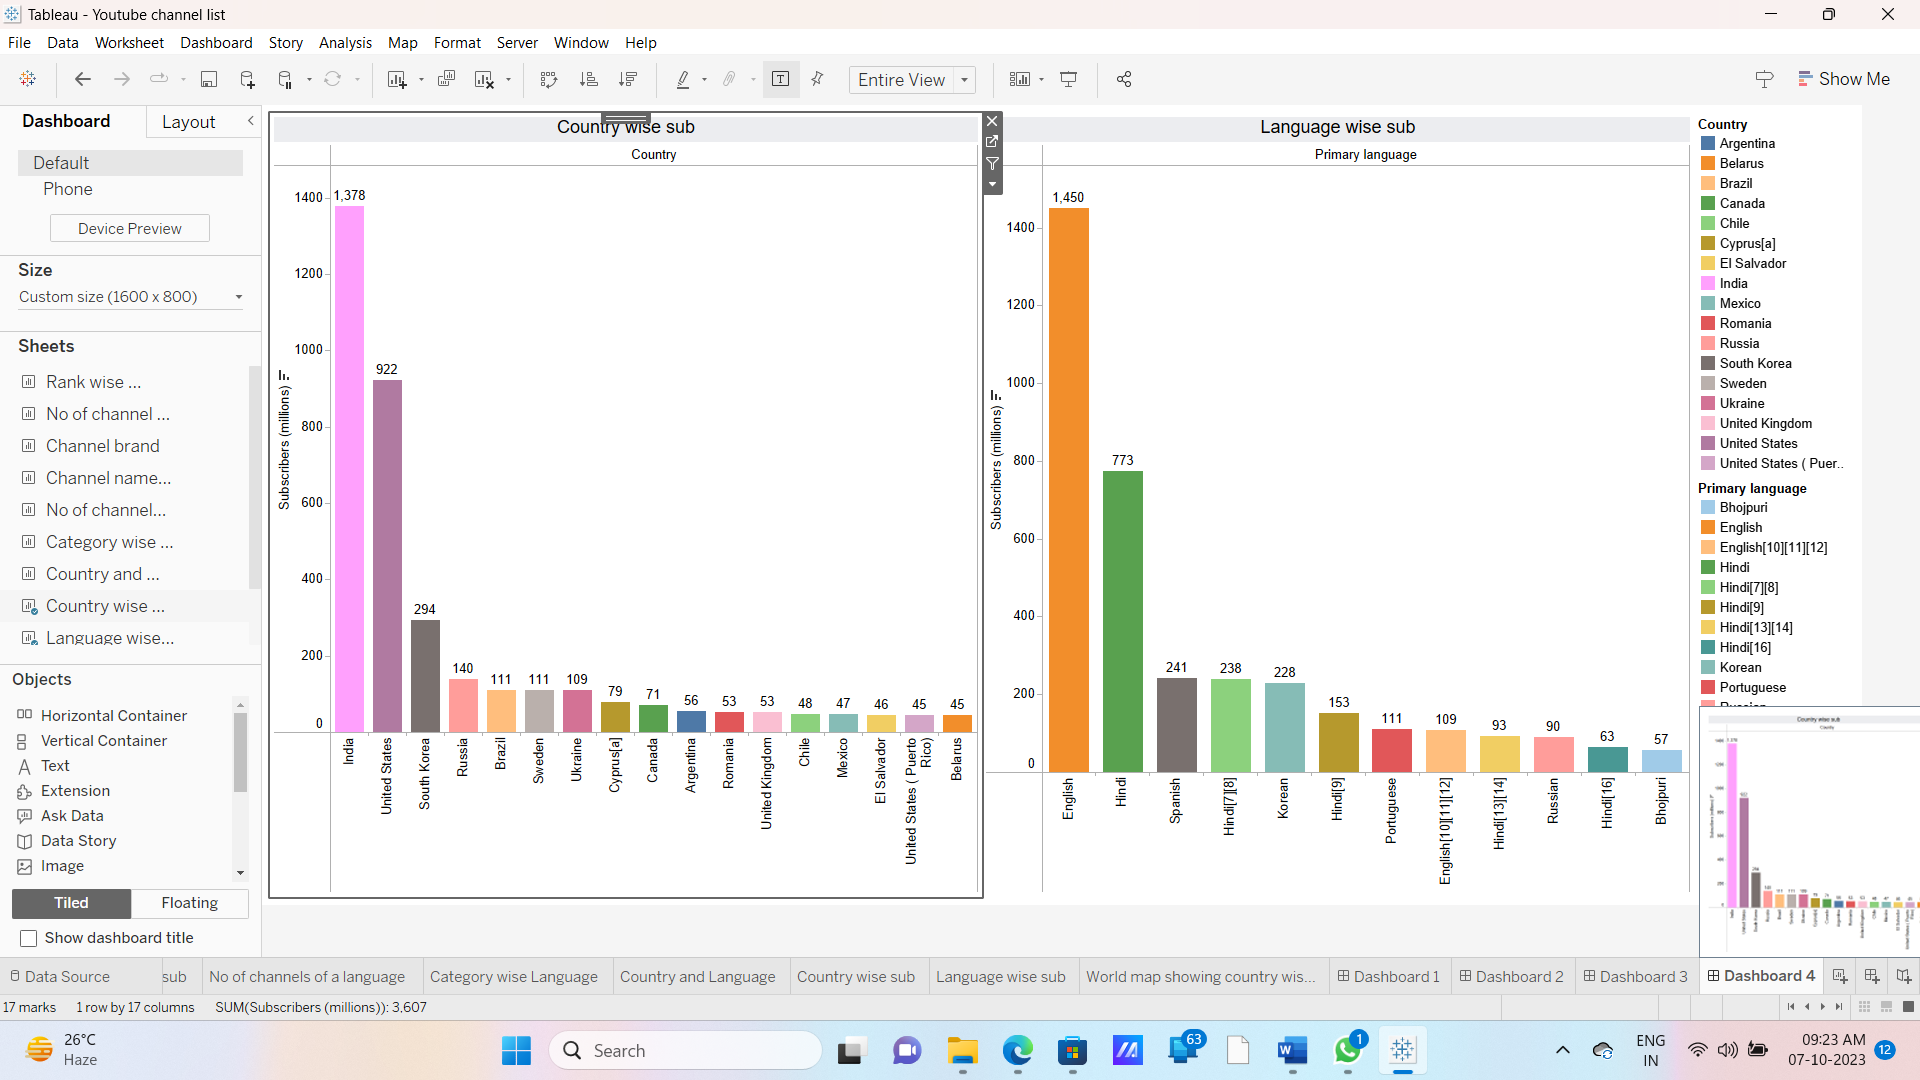 Tableau - Youtube channel list
File Data Worksheet Dashboard Story Analysis Map Format Server Window Help
Entire View
Show Me
Dashboard
Layout
Default
Phone
Device Preview
Size
Custom size (1600 x 800)
Sheets
Rank wise ...
No of channel ...
Channel brand
Channel name...
No of channel...
Category wise ...
Country and ...
Country wise ...
Language wise...
Objects
Horizontal Container
Vertical Container
Text
Extension
Ask Data
Data Story
Image
Tiled
Floating
Show dashboard title
Country wise sub
Country
Subscribers (millions)
1400
1200
1000
800
600
400
200
0
1,378
922
294
140
111
111
109
79
71
56
53
53
48
47
46
45
45
India
United States
South Korea
Russia
Brazil
Sweden
Ukraine
Cyprus[a]
Canada
Argentina
Romania
United Kingdom
Chile
Mexico
El Salvador
United States ( Puerto
Rico)
Belarus
Language wise sub
Primary language
Subscribers (millions)
1400
1200
1000
800
600
400
200
0
1,450
773
241
238
228
153
111
109
93
90
63
57
English
Hindi
Spanish
Hindi[7][8]
Korean
Hindi[9]
Portuguese
English[10][11][12]
Hindi[13][14]
Russian
Hindi[16]
Bhojpuri
Country
Argentina
Belarus
Brazil
Canada
Chile
Cyprus[a]
El Salvador
India
Mexico
Romania
Russia
South Korea
Sweden
Ukraine
United Kingdom
United States
United States ( Puer..
Primary language
Bhojpuri
English
English[10][11][12]
Hindi
Hindi[7][8]
Hindi[9]
Hindi[13][14]
Hindi[16]
Korean
Portuguese
Russian
Country wise sub
Country
Data Source
sub
No of channels of a language
Category wise Language
Country and Language
Country wise sub
Language wise sub
World map showing country wis...
Dashboard 1
Dashboard 2
Dashboard 3
Dashboard 4
17 marks 1 row by 17 columns SUM(Subscribers (millions)): 3,607
26°C
Haze
Search
63
1
ENG
IN
09:23 AM
07-10-2023
12